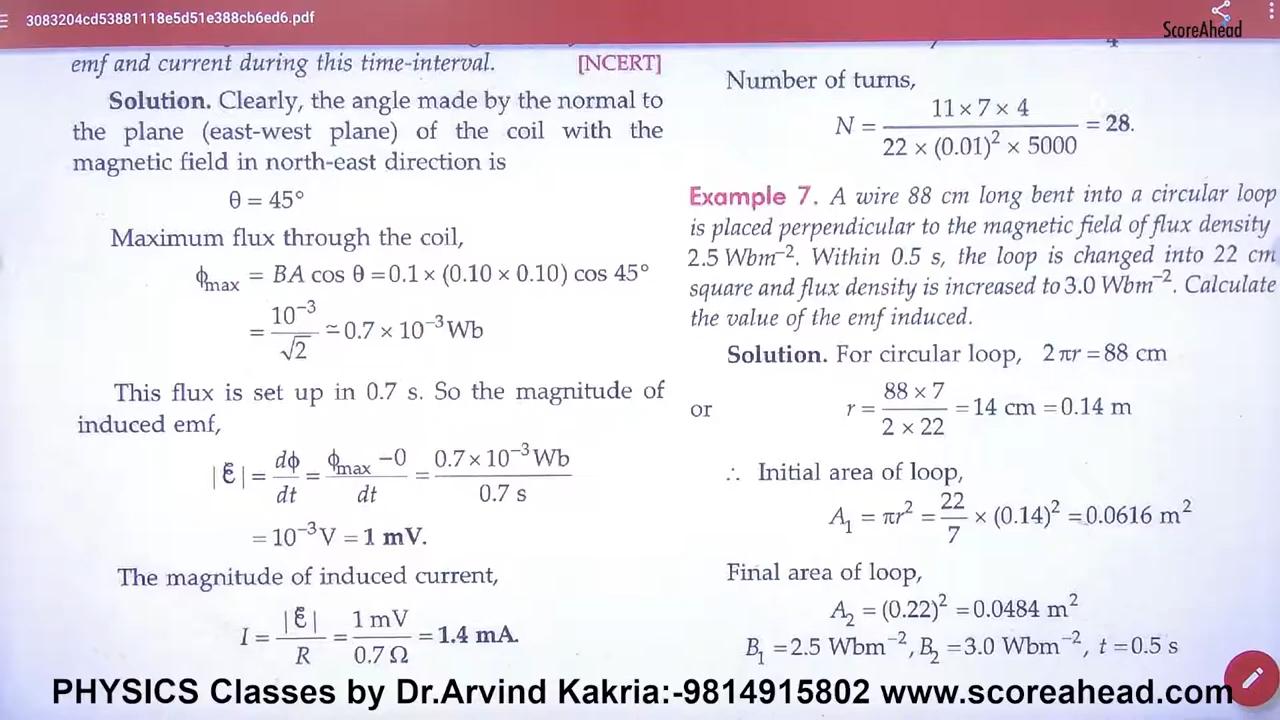 3083204cd53881118e5d51e388cb6ed6.pdf
ScoreAhead
emf and current during this time-interval. [NCERT]
Solution. Clearly, the angle made by the normal to
the plane (east-west plane) of the coil with the
magnetic field in north-east direction is
θ = 45°
Maximum flux through the coil,
ϕmax = BA cos θ = 0.1 × (0.10 × 0.10) cos 45°
= 10⁻³/√2 ≃ 0.7 × 10⁻³ Wb
This flux is set up in 0.7 s. So the magnitude of
induced emf,
|ℰ| = dϕ/dt = (ϕmax − 0)/dt = 0.7 × 10⁻³ Wb/0.7 s
= 10⁻³ V = 1 mV.
The magnitude of induced current,
I = |ℰ|/R = 1 mV/0.7 Ω = 1.4 mA.
4
Number of turns,
N = 11 × 7 × 4/22 × (0.01)² × 5000 = 28.
Example 7. A wire 88 cm long bent into a circular loop
is placed perpendicular to the magnetic field of flux density
2.5 Wbm⁻². Within 0.5 s, the loop is changed into 22 cm
square and flux density is increased to 3.0 Wbm⁻². Calculate
the value of the emf induced.
Solution. For circular loop, 2πr = 88 cm
or r = 88 × 7/2 × 22 = 14 cm = 0.14 m
∴ Initial area of loop,
A₁ = πr² = 22/7 × (0.14)² = 0.0616 m²
Final area of loop,
A₂ = (0.22)² = 0.0484 m²
B₁ = 2.5 Wbm⁻², B₂ = 3.0 Wbm⁻², t = 0.5 s
PHYSICS Classes by Dr.Arvind Kakria:-9814915802 www.scoreahead.com